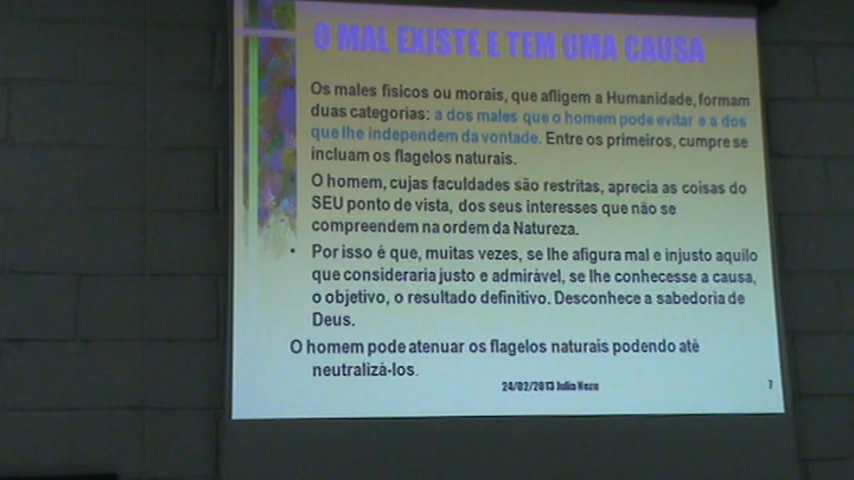 O MAL EXISTE E TEM UMA CAUSA
Os males físicos ou morais, que afligem a Humanidade, formam
duas categorias: a dos males que o homem pode evitar e a dos
que lhe independem da vontade. Entre os primeiros, cumpre se
incluam os flagelos naturais.
O homem, cujas faculdades são restritas, aprecia as coisas do
SEU ponto de vista, dos seus interesses que não se
compreendem na ordem da Natureza.
• Por isso é que, muitas vezes, se lhe afigura mal e injusto aquilo
que consideraria justo e admirável, se lhe conhecesse a causa,
o objetivo, o resultado definitivo. Desconhece a sabedoria de
Deus.
O homem pode atenuar os flagelos naturais podendo até
neutralizá-los.
24/02/2013 Julia Neza
7